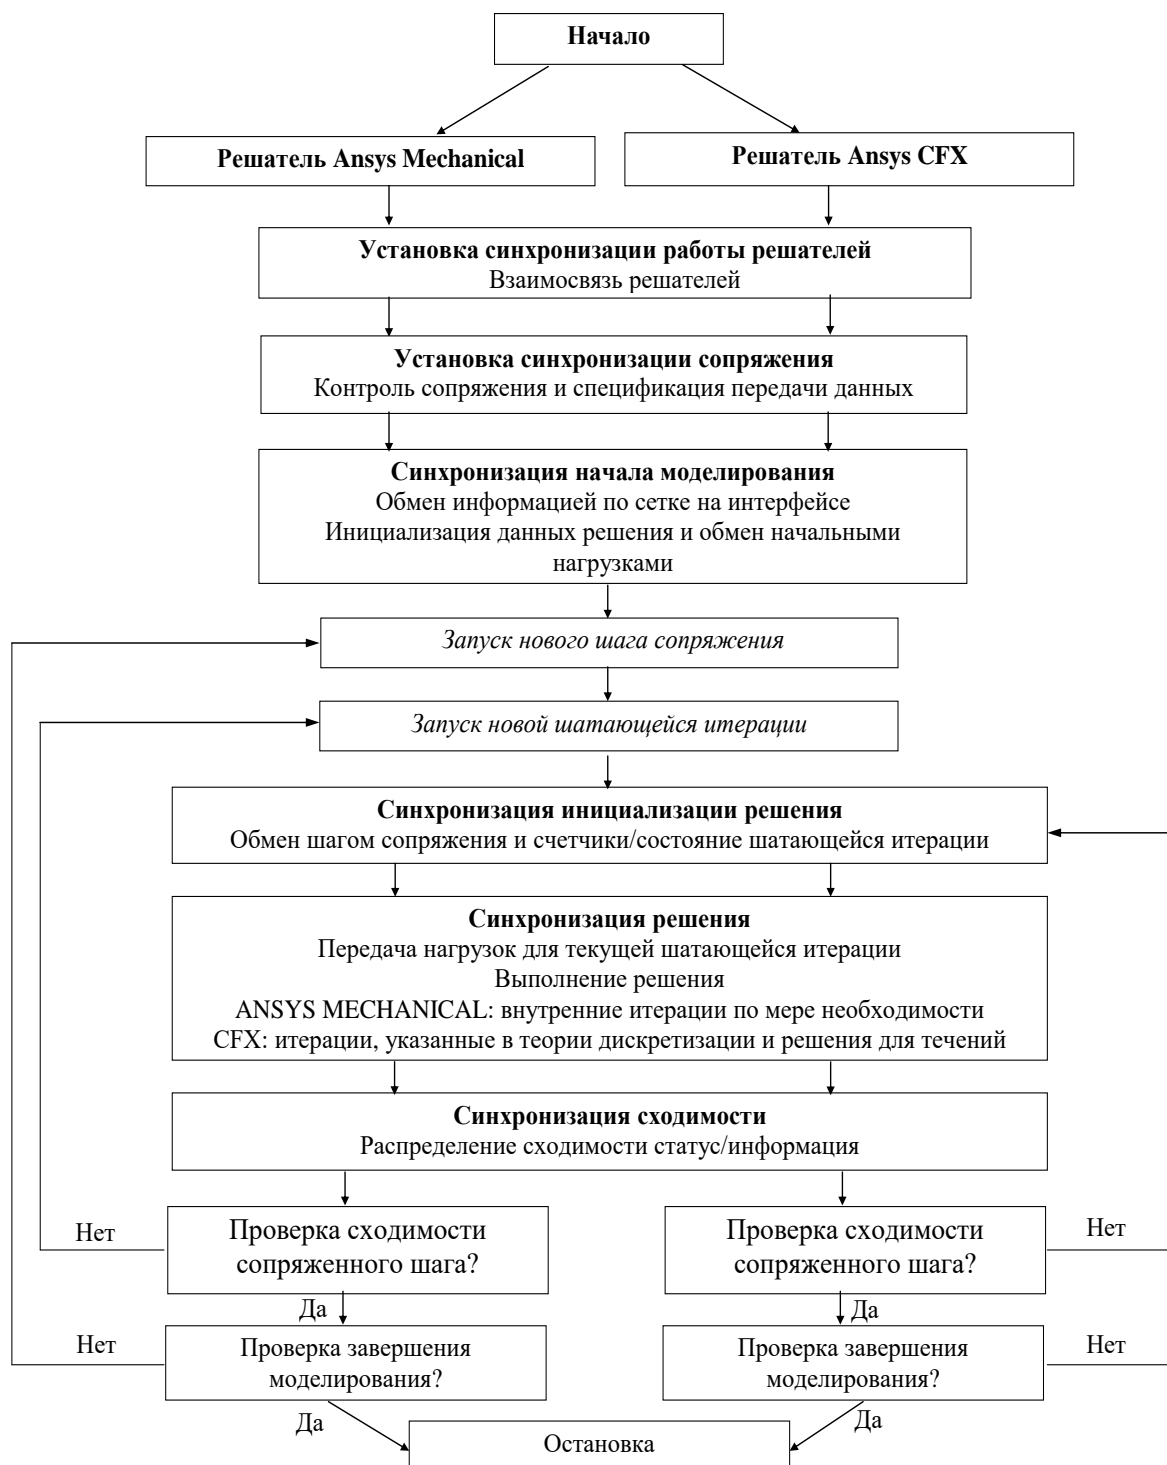 Начало
Решатель Ansys Mechanical
Решатель Ansys CFX
Установка синхронизации работы решателей
Взаимосвязь решателей
Установка синхронизации сопряжения
Контроль сопряжения и спецификация передачи данных
Синхронизация начала моделирования
Обмен информацией по сетке на интерфейсе
Инициализация данных решения и обмен начальными
нагрузками
Запуск нового шага сопряжения
Запуск новой шатающейся итерации
Синхронизация инициализации решения
Обмен шагом сопряжения и счетчики/состояние шатающейся итерации
Синхронизация решения
Передача нагрузок для текущей шатающейся итерации
Выполнение решения
ANSYS MECHANICAL: внутренние итерации по мере необходимости
CFX: итерации, указанные в теории дискретизации и решения для течений
Синхронизация сходимости
Распределение сходимости статус/информация
Нет
Проверка сходимости
сопряженного шага?
Проверка сходимости
сопряженного шага?
Нет
Да
Да
Нет
Проверка завершения
моделирования?
Проверка завершения
моделирования?
Нет
Да
Да
Остановка